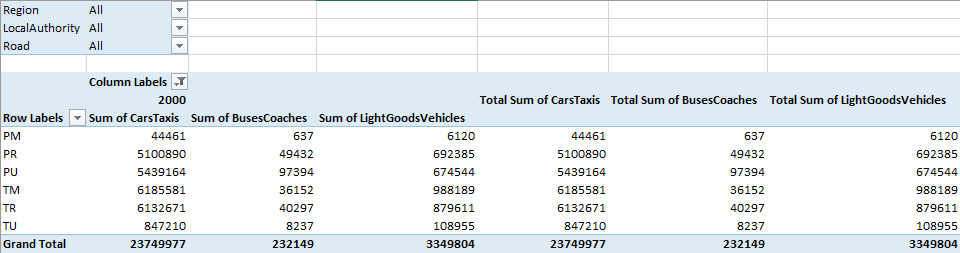 Region All
LocalAuthority All
Road All
Column Labels
2000 Total Sum of CarsTaxis Total Sum of BusesCoaches Total Sum of LightGoodsVehicles
Row Labels Sum of CarsTaxis Sum of BusesCoaches Sum of LightGoodsVehicles
PM 44461 637 6120 44461 637 6120
PR 5100890 49432 692385 5100890 49432 692385
PU 5439164 97394 674544 5439164 97394 674544
TM 6185581 36152 988189 6185581 36152 988189
TR 6132671 40297 879611 6132671 40297 879611
TU 847210 8237 108955 847210 8237 108955
Grand Total 23749977 232149 3349804 23749977 232149 3349804